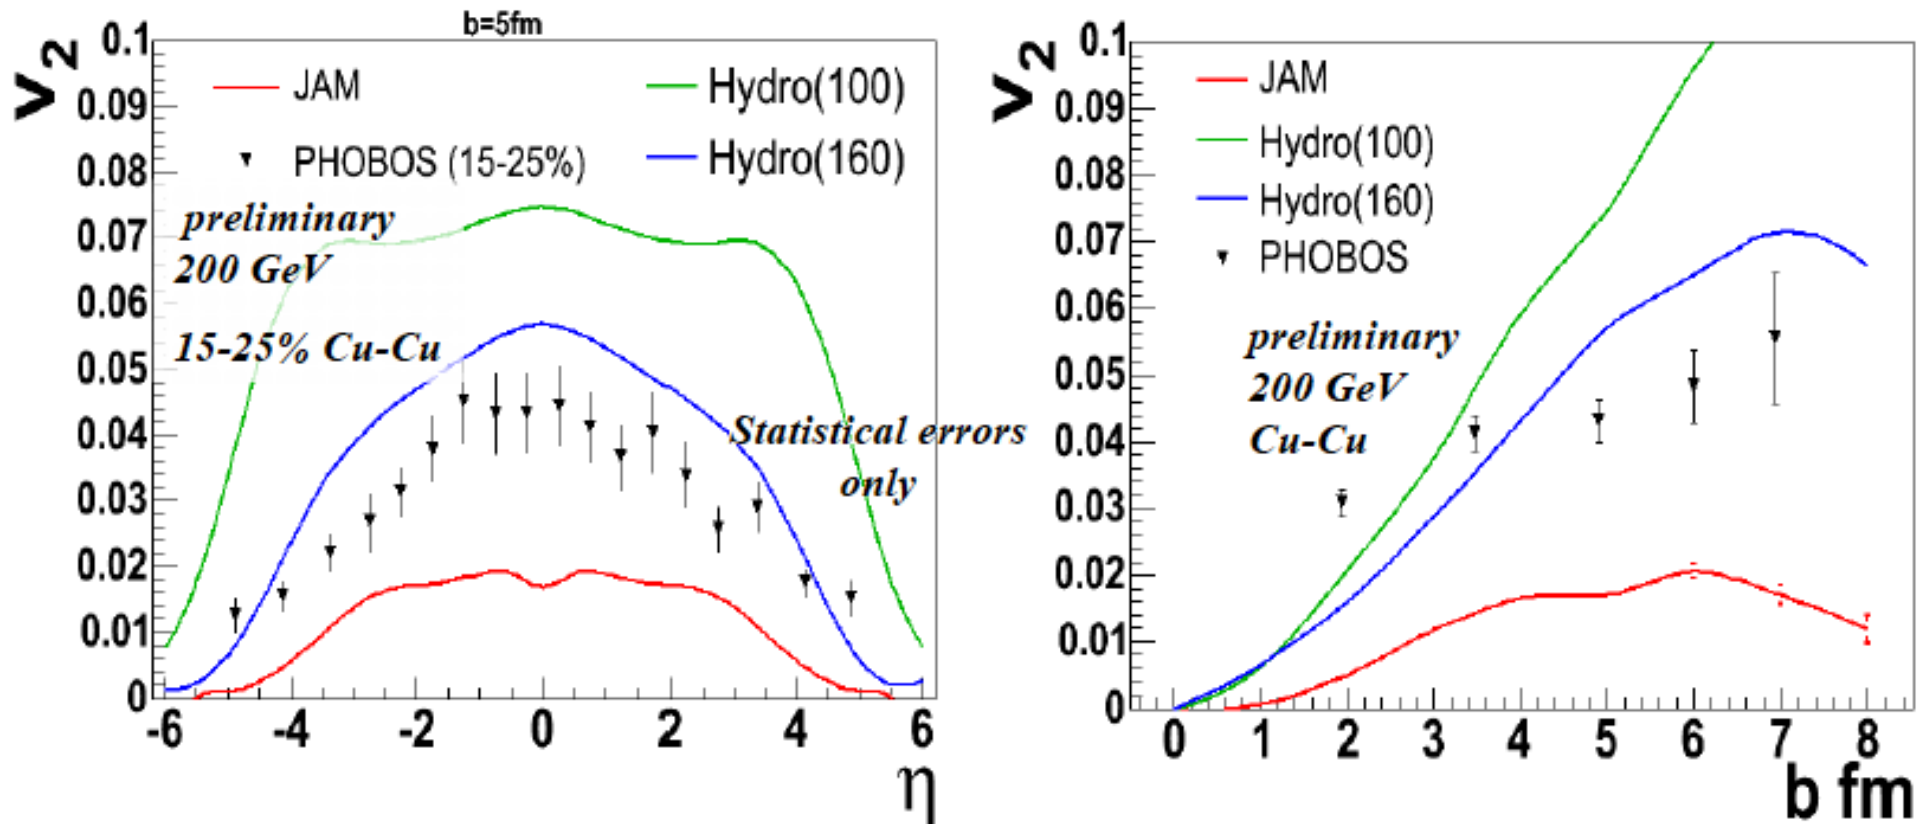 b=5fm
v2
0.1
0.09
0.08
0.07
0.06
0.05
0.04
0.03
0.02
0.01
0
JAM
Hydro(100)
PHOBOS (15-25%)
Hydro(160)
preliminary
200 GeV
15-25% Cu-Cu
Statistical errors
only
-6 -4 -2 0 2 4 6
η
v2
0.1
0.09
0.08
0.07
0.06
0.05
0.04
0.03
0.02
0.01
0
JAM
Hydro(100)
Hydro(160)
PHOBOS
preliminary
200 GeV
Cu-Cu
0 1 2 3 4 5 6 7 8
b fm